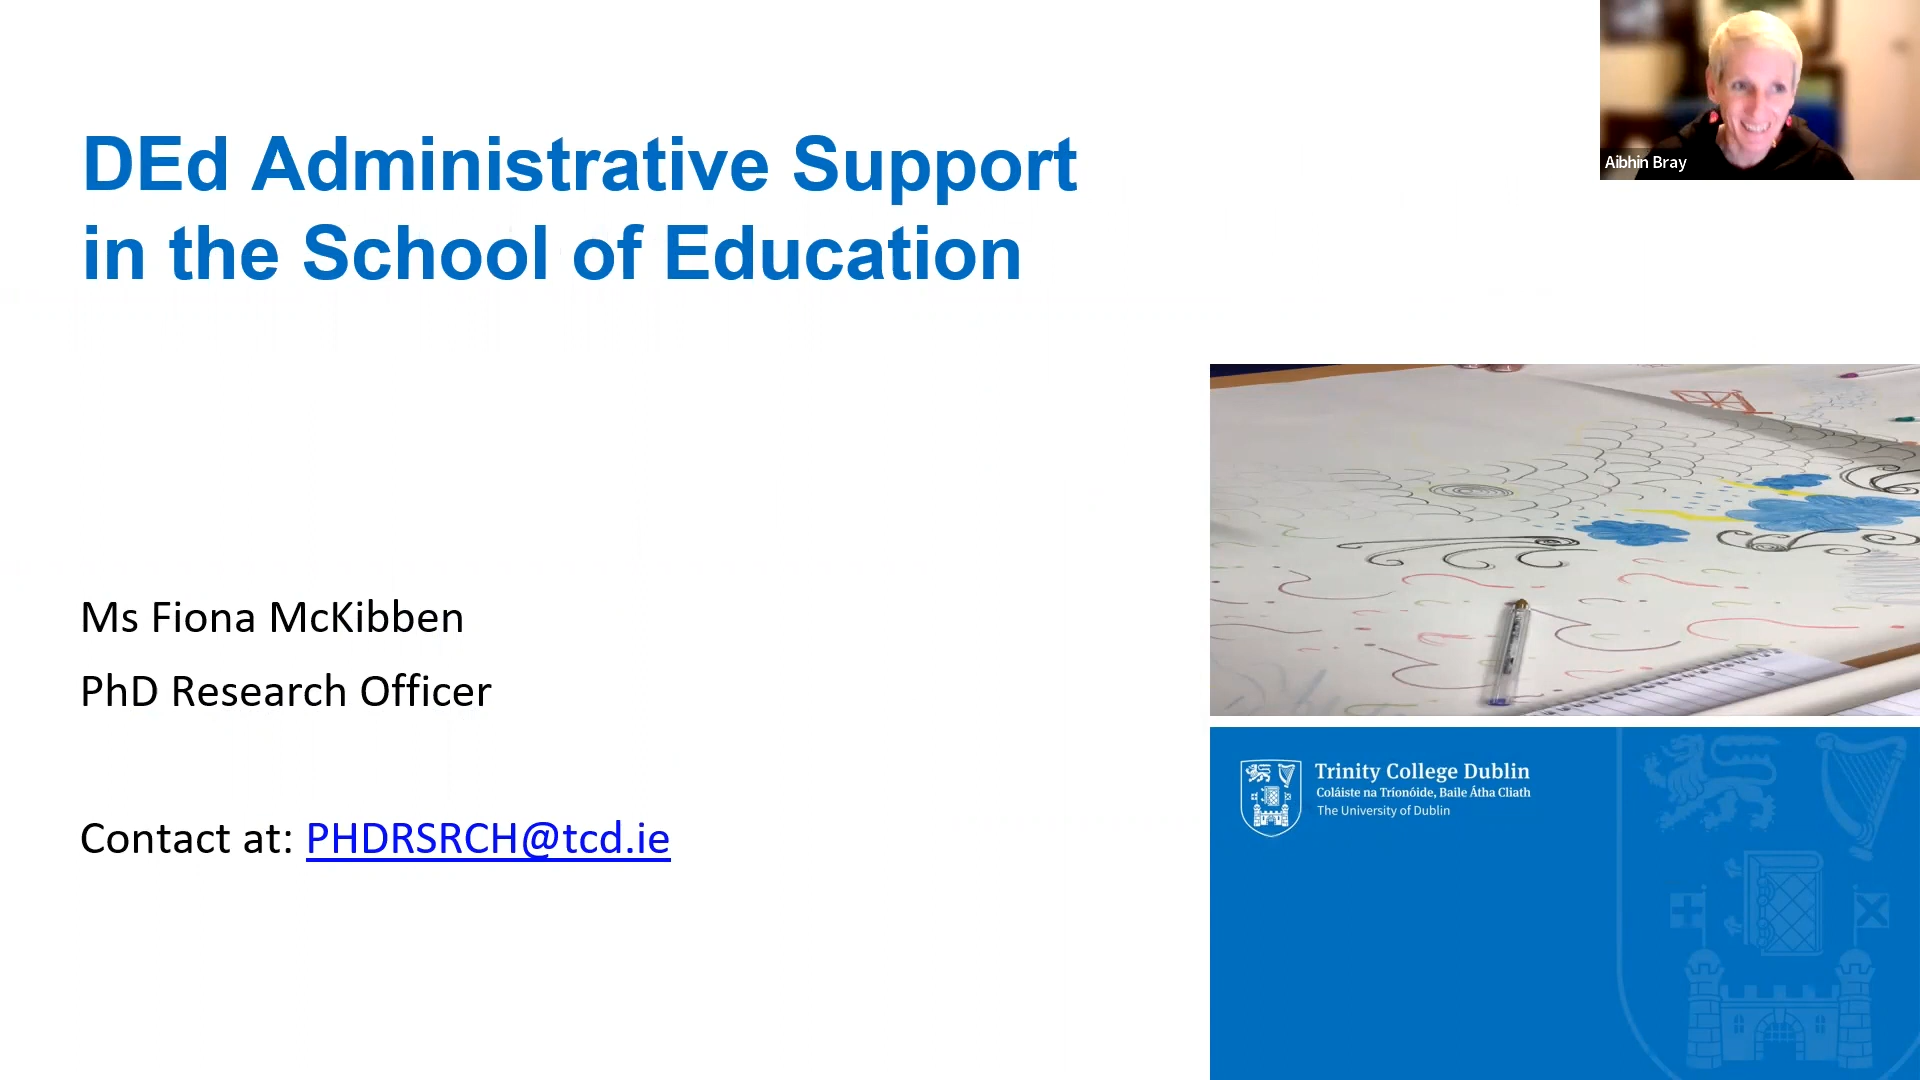 DEd Administrative Support
in the School of Education
Aibhin Bray
Ms Fiona McKibben
PhD Research Officer
Contact at: PHDRSRCH@tcd.ie
Trinity College Dublin
Coláiste na Tríonóide, Baile Átha Cliath
The University of Dublin